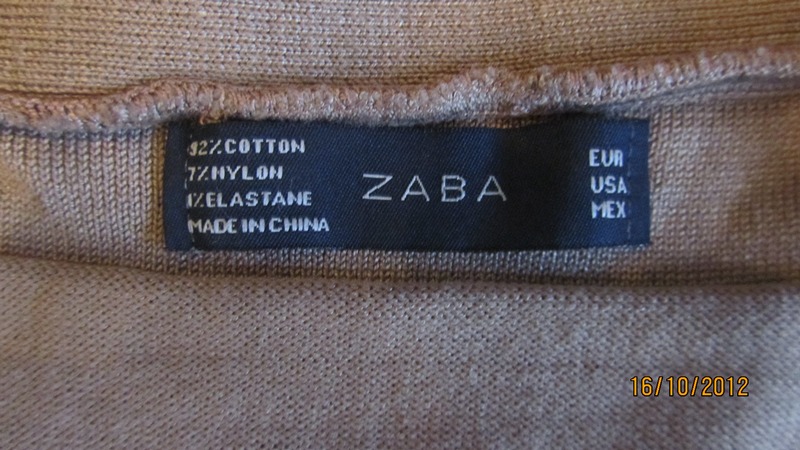 92%COTTON
7%NYLON
1%ELASTANE
MADE IN CHINA
ZABA
EUR
USA
MEX
16/10/2012